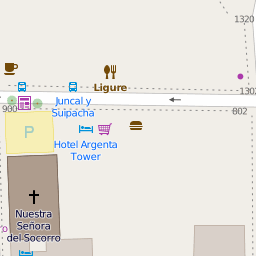 1320
1302
Ligure
Juncal y
Suipacha
900
802
P
Hotel Argenta
Tower
Nuestra
Señora
del Socorro